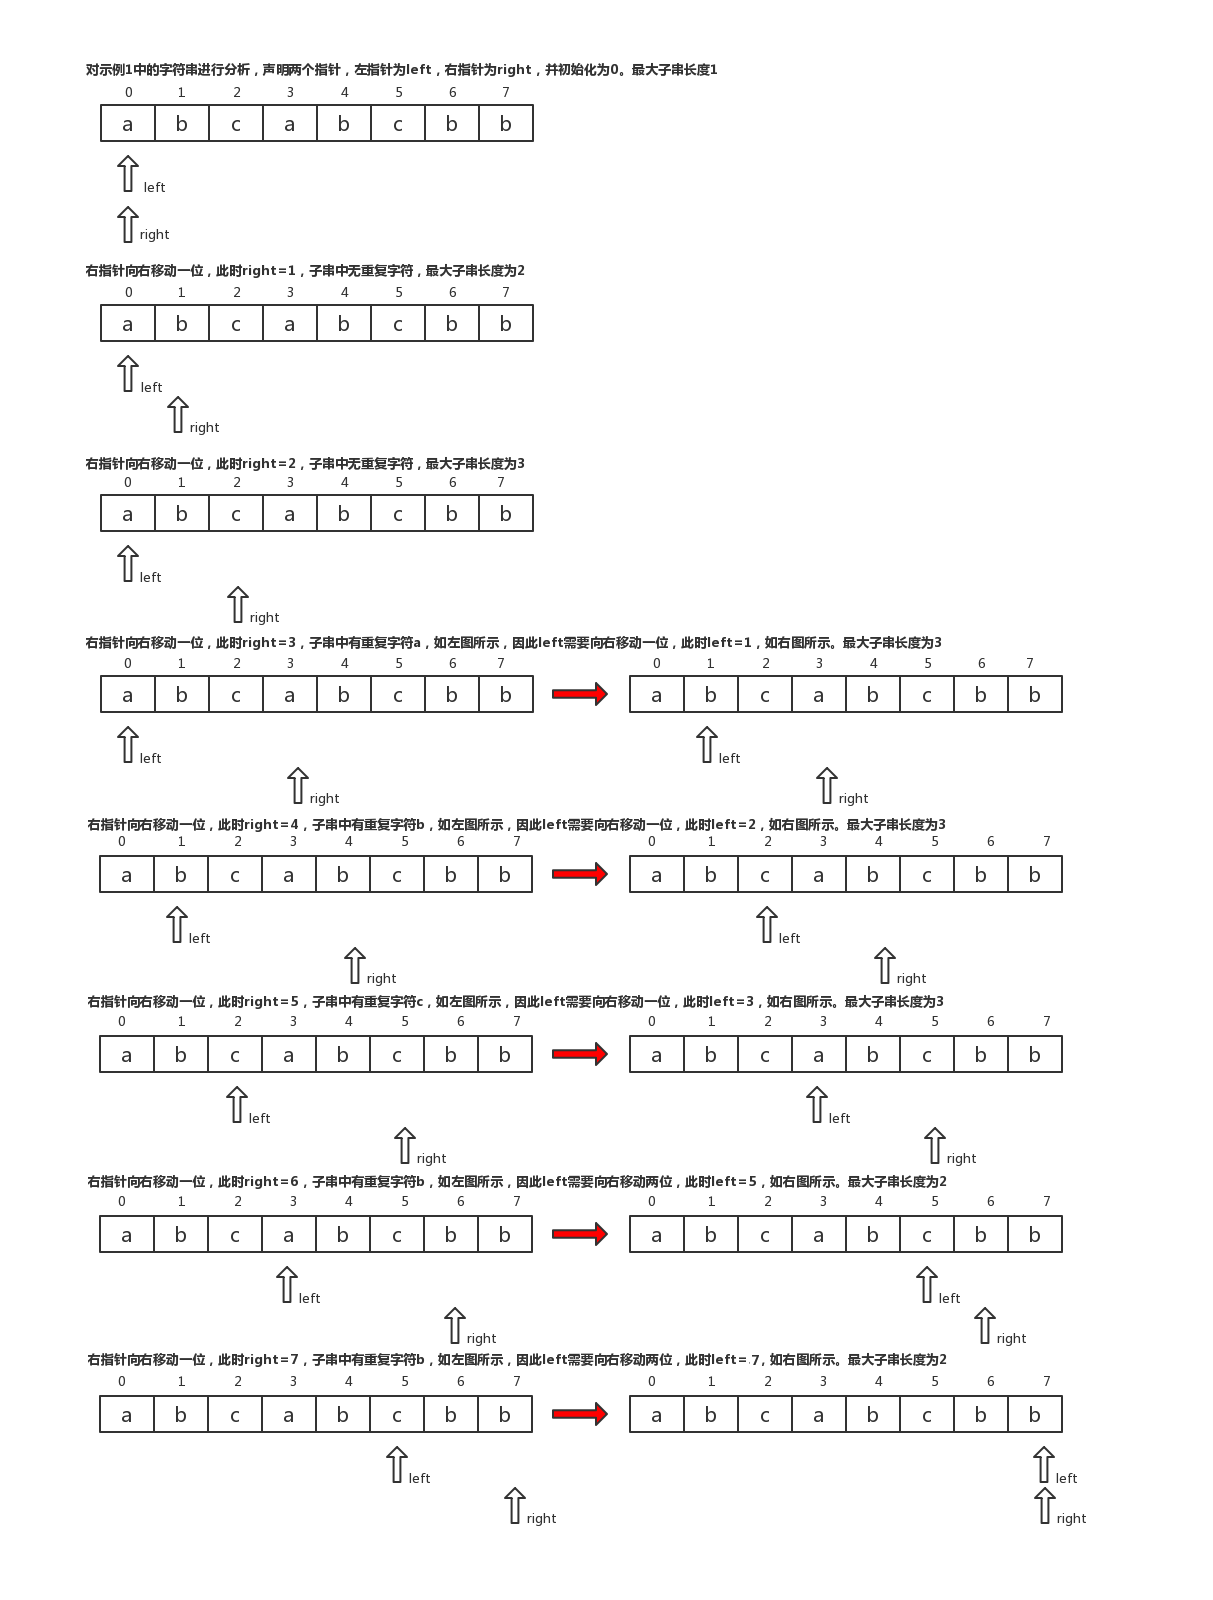 对示例1中的字符串进行分析，声明两个指针，左指针为left，右指针为right，并初始化为0。最大子串长度1
0 1 2 3 4 5 6 7
a b c a b c b b
left
right
右指针向右移动一位，此时right=1，子串中无重复字符，最大子串长度为2
0 1 2 3 4 5 6 7
a b c a b c b b
left
right
右指针向右移动一位，此时right=2，子串中无重复字符，最大子串长度为3
0 1 2 3 4 5 6 7
a b c a b c b b
left
right
右指针向右移动一位，此时right=3，子串中有重复字符a，如左图所示，因此left需要向右移动一位，此时left=1，如右图所示。最大子串长度为3
0 1 2 3 4 5 6 7 0 1 2 3 4 5 6 7
a b c a b c b b a b c a b c b b
left left
right right
右指针向右移动一位，此时right=4，子串中有重复字符b，如左图所示，因此left需要向右移动一位，此时left=2，如右图所示。最大子串长度为3
0 1 2 3 4 5 6 7 0 1 2 3 4 5 6 7
a b c a b c b b a b c a b c b b
left left
right right
右指针向右移动一位，此时right=5，子串中有重复字符c，如左图所示，因此left需要向右移动一位，此时left=3，如右图所示。最大子串长度为3
0 1 2 3 4 5 6 7 0 1 2 3 4 5 6 7
a b c a b c b b a b c a b c b b
left left
right right
右指针向右移动一位，此时right=6，子串中有重复字符b，如左图所示，因此left需要向右移动两位，此时left=5，如右图所示。最大子串长度为2
0 1 2 3 4 5 6 7 0 1 2 3 4 5 6 7
a b c a b c b b a b c a b c b b
left left
right right
右指针向右移动一位，此时right=7，子串中有重复字符b，如左图所示，因此left需要向右移动两位，此时left=7，如右图所示。最大子串长度为2
0 1 2 3 4 5 6 7 0 1 2 3 4 5 6 7
a b c a b c b b a b c a b c b b
left left
right right